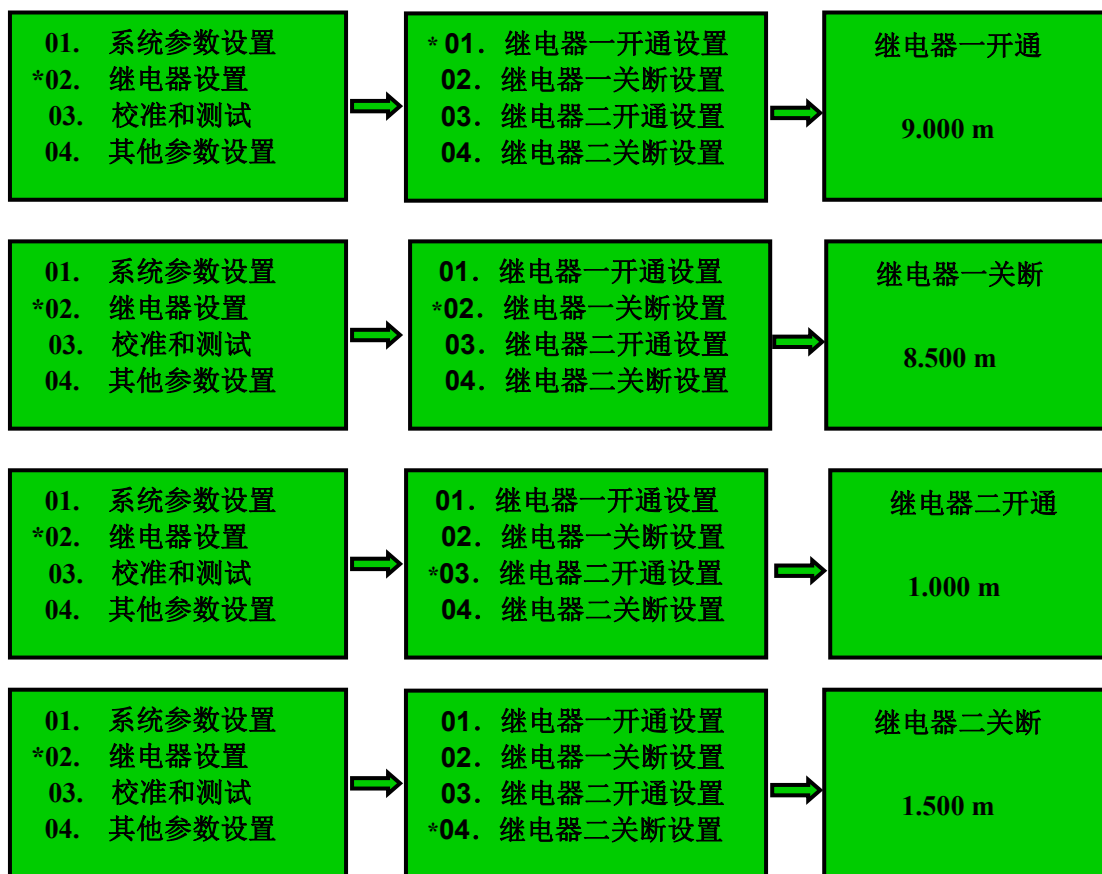 01. 系统参数设置
*02. 继电器设置
03. 校准和测试
04. 其他参数设置
* 01. 继电器一开通设置
02. 继电器一关断设置
03. 继电器二开通设置
04. 继电器二关断设置
继电器一开通
9.000 m
01. 系统参数设置
*02. 继电器设置
03. 校准和测试
04. 其他参数设置
01. 继电器一开通设置
*02. 继电器一关断设置
03. 继电器二开通设置
04. 继电器二关断设置
继电器一关断
8.500 m
01. 系统参数设置
*02. 继电器设置
03. 校准和测试
04. 其他参数设置
01. 继电器一开通设置
02. 继电器一关断设置
*03. 继电器二开通设置
04. 继电器二关断设置
继电器二开通
1.000 m
01. 系统参数设置
*02. 继电器设置
03. 校准和测试
04. 其他参数设置
01. 继电器一开通设置
02. 继电器一关断设置
03. 继电器二开通设置
*04. 继电器二关断设置
继电器二关断
1.500 m